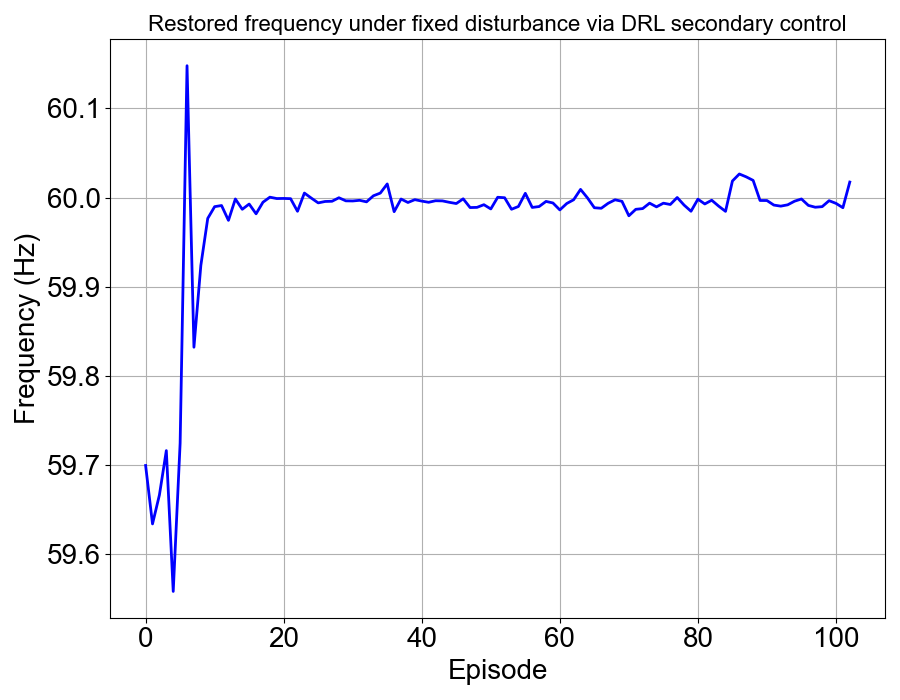 Restored frequency under fixed disturbance via DRL secondary control
60.1
60.0
59.9
59.8
59.7
59.6
Frequency (Hz)
0 20 40 60 80 100
Episode